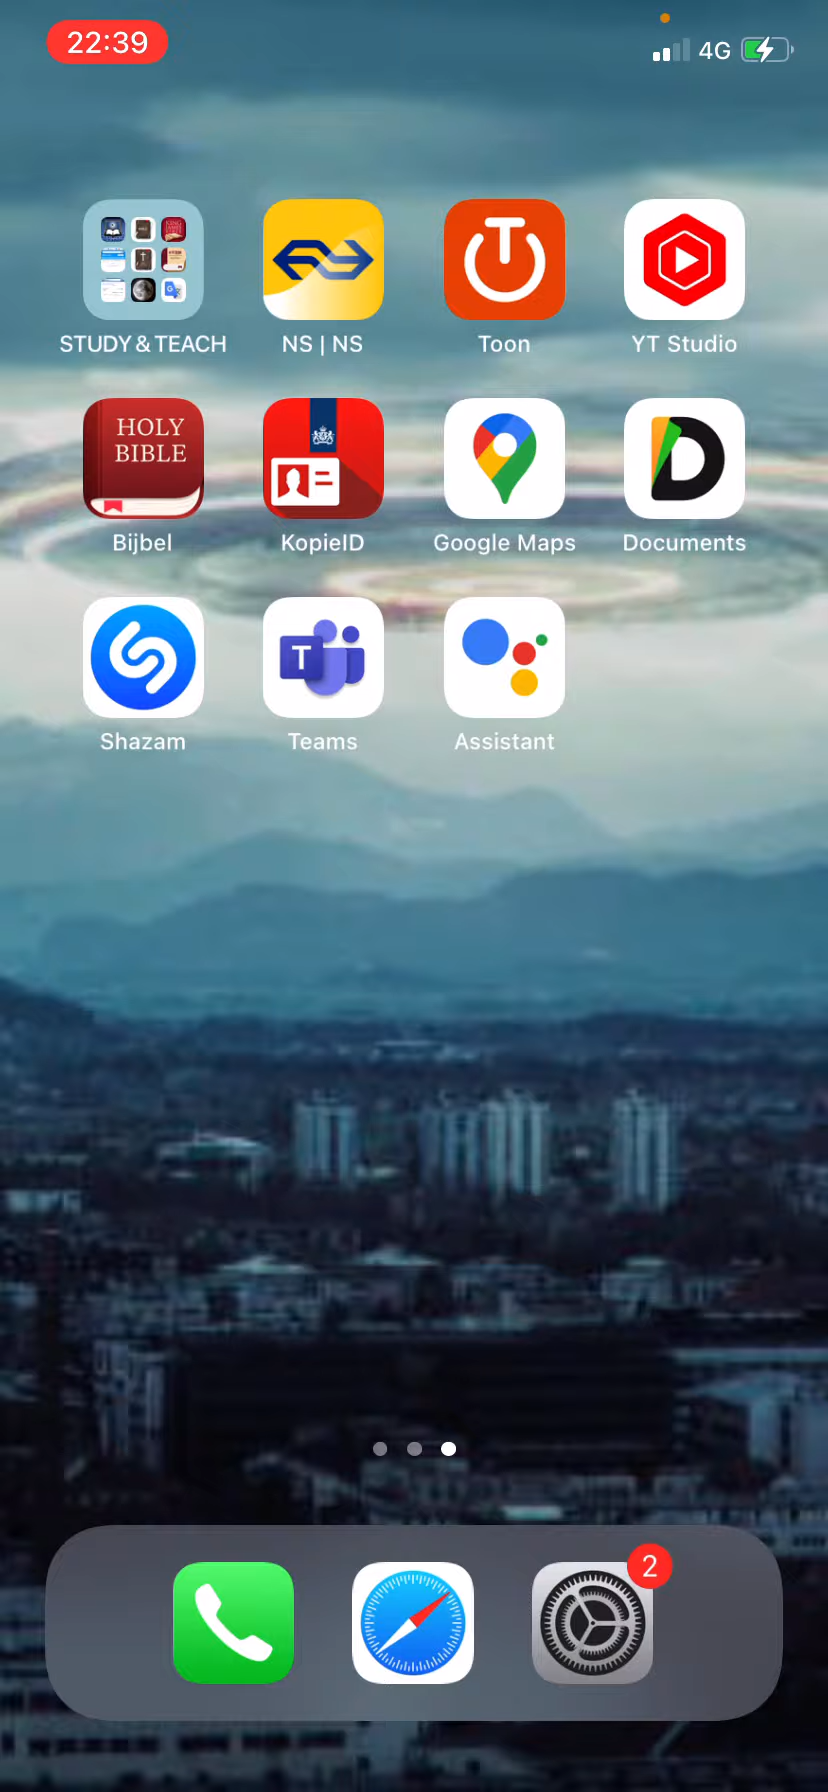 22:39
4G
STUDY & TEACH
NS | NS
Toon
YT Studio
HOLY
BIBLE
Bijbel
KopieID
Google Maps
Documents
Shazam
T
Teams
Assistant
2